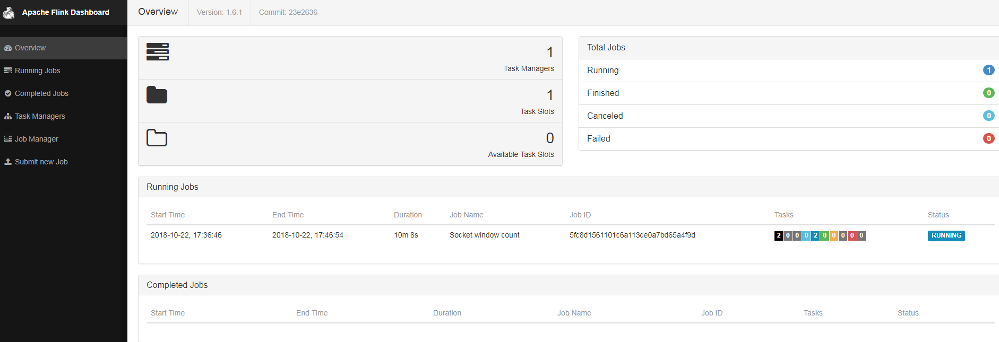 Apache Flink Dashboard
Overview
Version: 1.6.1
Commit: 23e2636
Overview
Running Jobs
Completed Jobs
Task Managers
Job Manager
Submit new Job
1
Task Managers
1
Task Slots
0
Available Task Slots
Total Jobs
Running 1
Finished 0
Canceled 0
Failed 0
Running Jobs
Start Time End Time Duration Job Name Job ID Tasks Status
2018-10-22, 17:36:46 2018-10-22, 17:46:54 10m 8s Socket window count 5fc8d1561101c6a113ce0a7bd65a4f9d 2 0 0 0 2 0 0 0 0 0 RUNNING
Completed Jobs
Start Time End Time Duration Job Name Job ID Tasks Status